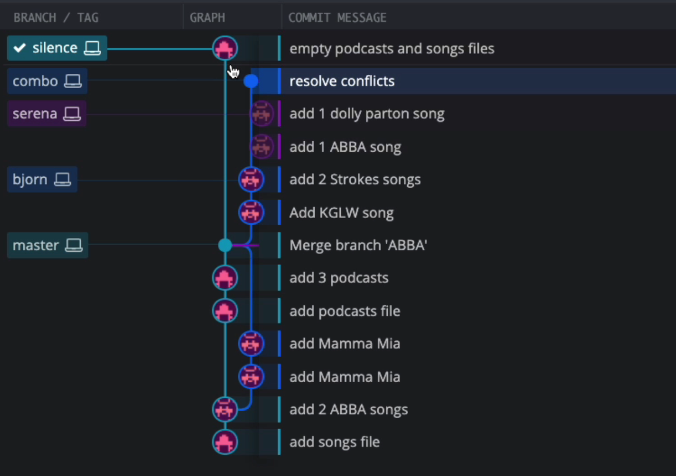 BRANCH / TAG GRAPH COMMIT MESSAGE
silence empty podcasts and songs files
combo resolve conflicts
serena add 1 dolly parton song
add 1 ABBA song
bjorn add 2 Strokes songs
Add KGLW song
master Merge branch 'ABBA'
add 3 podcasts
add podcasts file
add Mamma Mia
add Mamma Mia
add 2 ABBA songs
add songs file